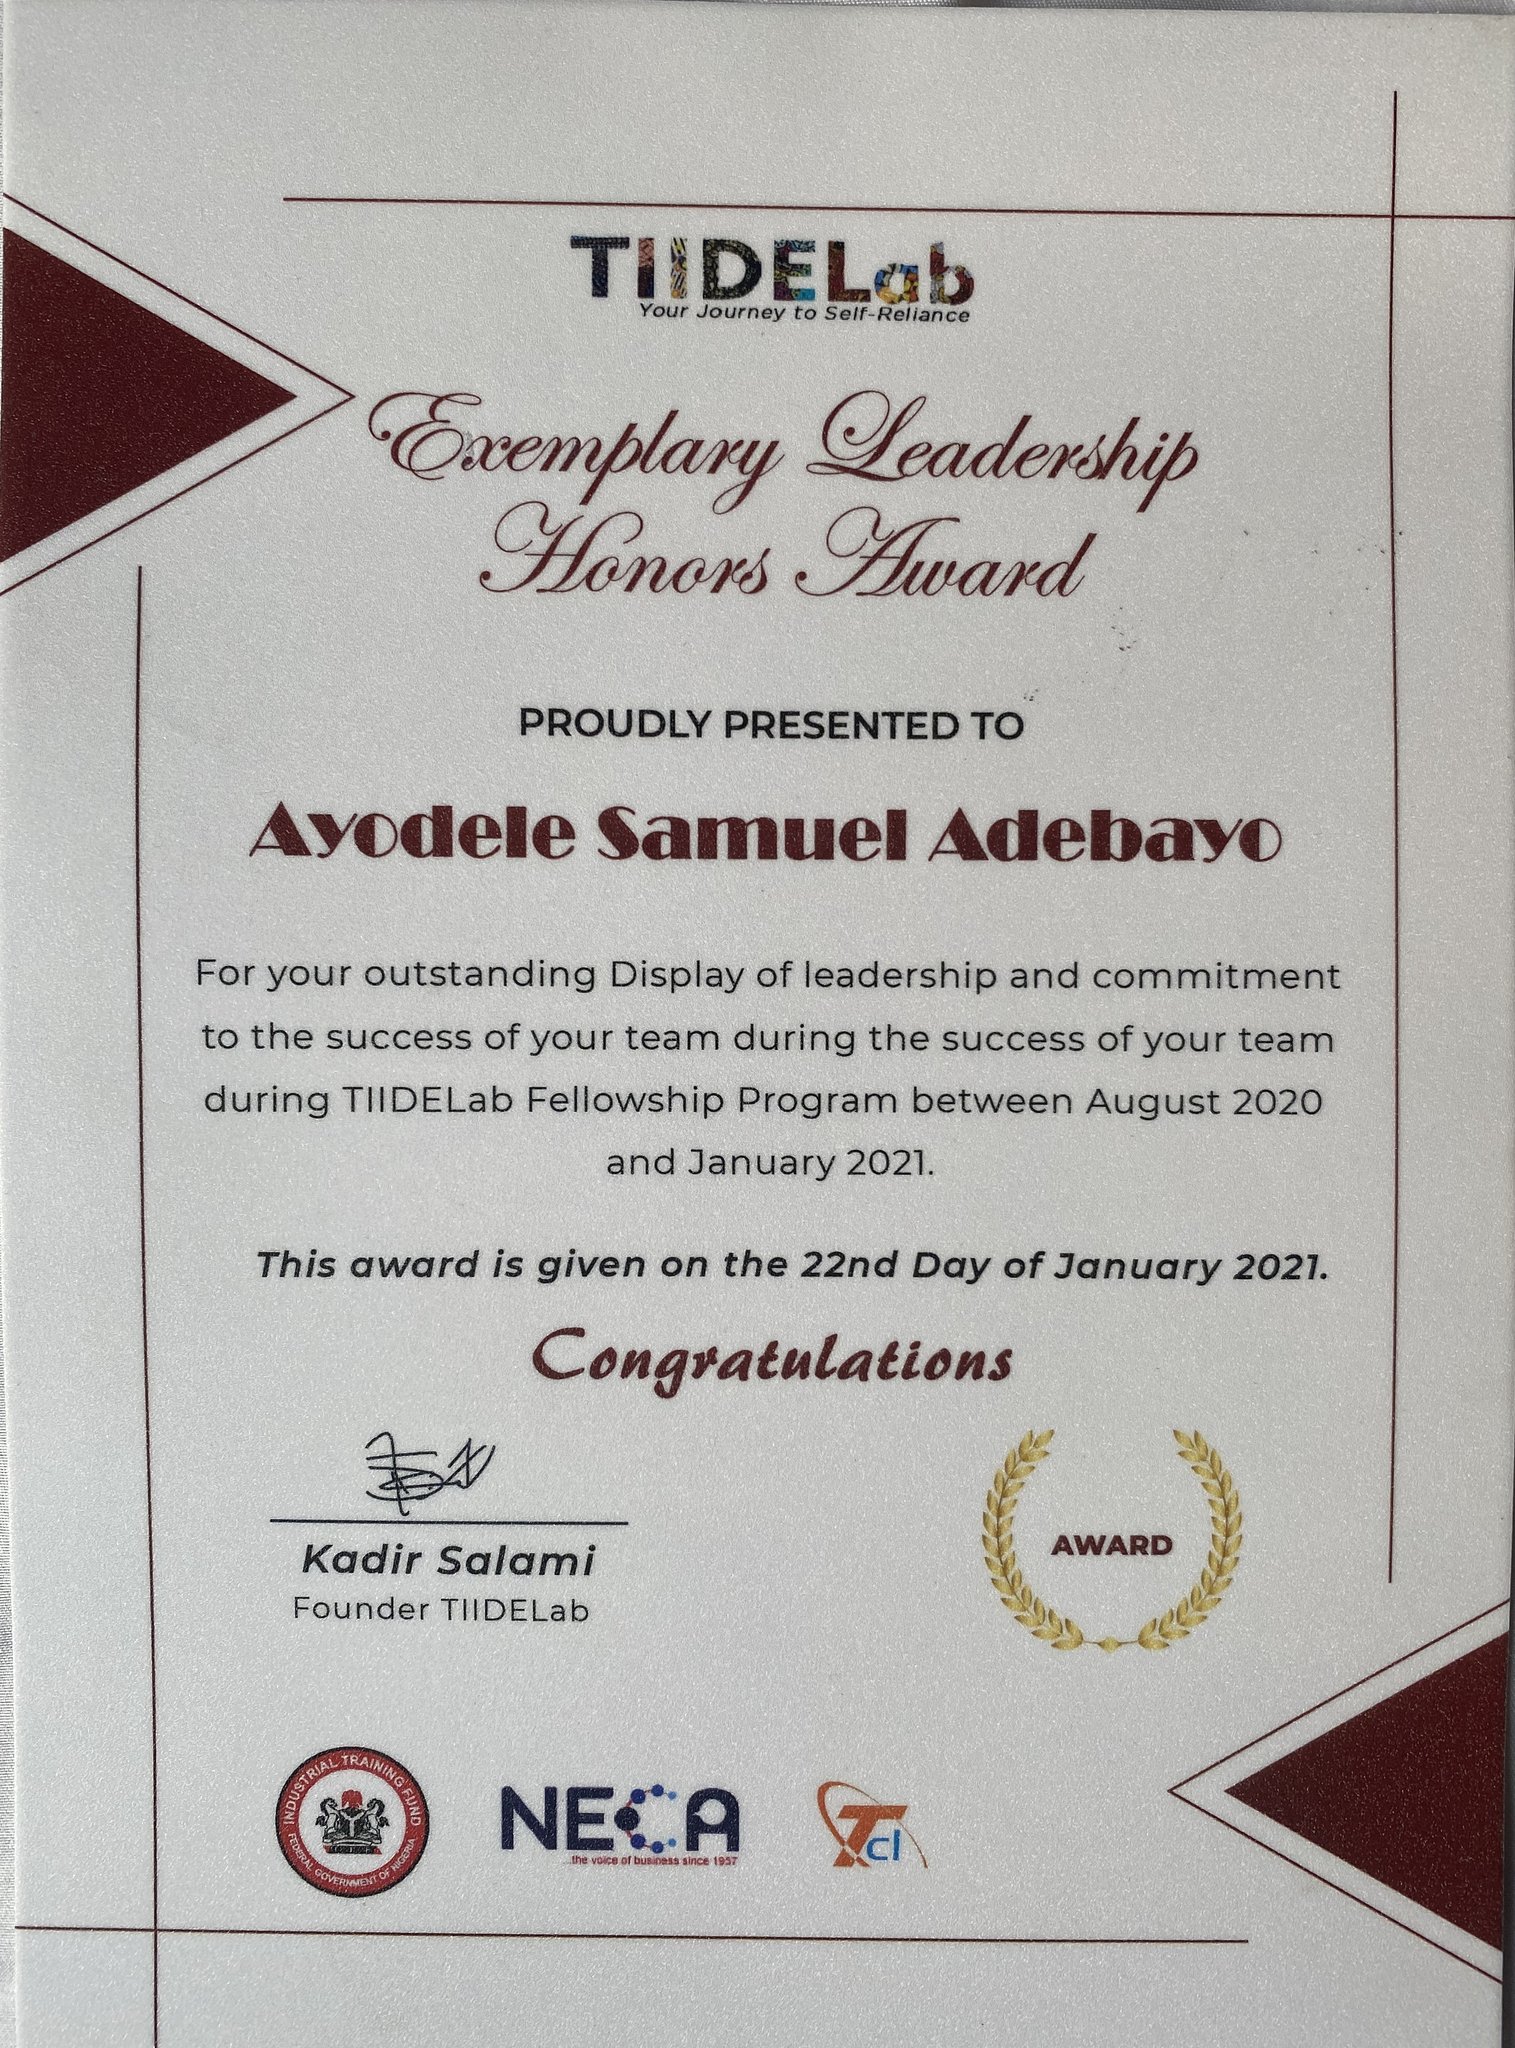 TIIDELab
Your Journey to Self-Reliance
Exemplary Leadership
Honors Award
PROUDLY PRESENTED TO
Ayodele Samuel Adebayo
For your outstanding Display of leadership and commitment
to the success of your team during the success of your team
during TIIDELab Fellowship Program between August 2020
and January 2021.
This award is given on the 22nd Day of January 2021.
Congratulations
Kadir Salami
Founder TIIDELab
AWARD
INDUSTRIAL TRAINING FUND
FEDERAL GOVERNMENT OF NIGERIA
NECA
...the voice of business since 1957
Tcl